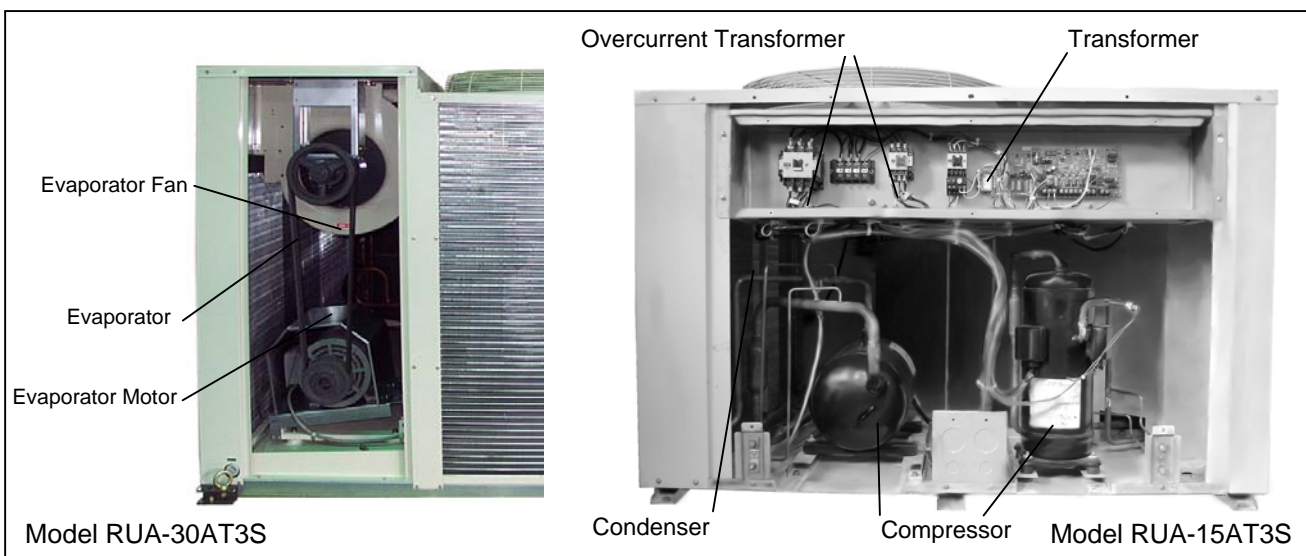 Overcurrent Transformer
Transformer
Evaporator Fan
Evaporator
Evaporator Motor
Condenser
Compressor
Model RUA-30AT3S
Model RUA-15AT3S